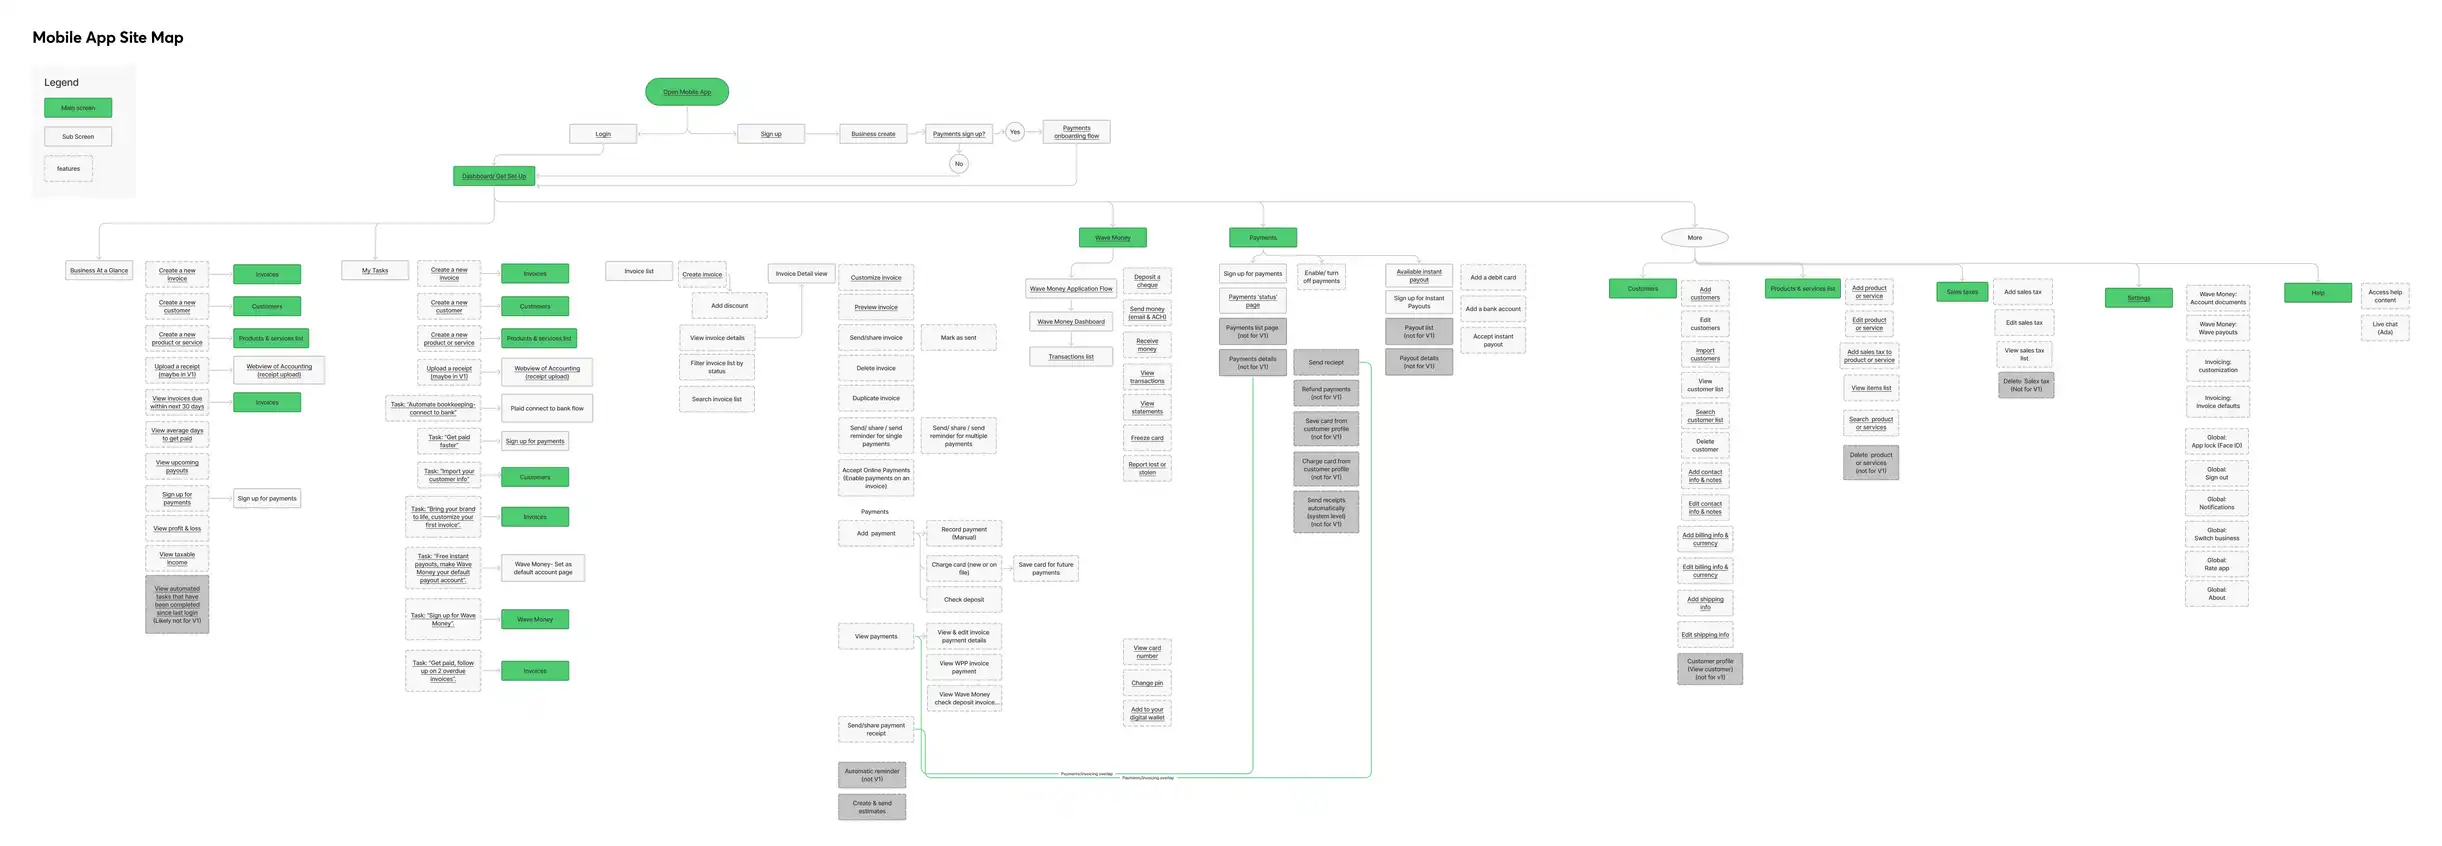 Mobile App Site Map
Legend
Main screen
Sub Screen
features
Open Mobile App
Login
Sign up
Business create
Payments sign up?
Yes
Payments
onboarding flow
No
Dashboard/ Get Set Up
Business At a Glance
Create a new
invoice
Invoices
Create a new
customer
Customers
Create a new
product or service
Products & services list
Upload a receipt
(maybe in V1)
Webview of Accounting
(receipt upload)
View invoices due
within next 30 days
Invoices
View average days
to get paid
View upcoming
payouts
Sign up for
payments
Sign up for payments
View profit & loss
View taxable
Income
View automated
tasks that have
been completed
since last login
(Likely not for V1)
My Tasks
Create a new
invoice
Invoices
Create a new
customer
Customers
Create a new
product or service
Products & services list
Upload a receipt
(maybe in V1)
Webview of Accounting
(receipt upload)
Task: "Automate bookkeeping-
connect to bank"
Plaid connect to bank flow
Task: "Get paid
faster"
Sign up for payments
Task: "Import your
customer info"
Customers
Task: "Bring your brand
to life, customize your
first invoice".
Invoices
Task: "Free instant
payouts, make Wave
Money your default
payout account".
Wave Money- Set as
default account page
Task: "Sign up for Wave
Money".
Wave Money
Task: "Get paid, follow
up on 2 overdue
invoices".
Invoices
Invoice list
Create invoice
Add discount
View invoice details
Filter invoice list by
status
Search invoice list
Invoice Detail view
Customize invoice
Preview invoice
Send/share invoice
Mark as sent
Delete invoice
Duplicate invoice
Send/ share / send
reminder for single
payments
Send/ share / send
reminder for multiple
payments
Accept Online Payments
(Enable payments on an
invoice)
Payments
Add payment
Record payment
(Manual)
Charge card (new or on
file)
Save card for future
payments
Check deposit
View payments
View & edit invoice
payment details
View WPP invoice
payment
View Wave Money
check deposit invoice...
Send/share payment
receipt
Automatic reminder
(not V1)
Create & send
estimates
Payments/invoicing overlap
Payments/invoicing overlap
Wave Money
Wave Money Application Flow
Wave Money Dashboard
Transactions list
Deposit a
cheque
Send money
(email & ACH)
Receive
money
View
transactions
View
statements
Freeze card
Report lost or
stolen
View card
number
Change pin
Add to your
digital wallet
Payments
Sign up for payments
Payments 'status'
page
Payments list page
(not for V1)
Payments details
(not for V1)
Enable/ turn
off payments
Send reciept
Refund payments
(not for V1)
Save card from
customer profile
(not for V1)
Charge card from
customer profile
(not for V1)
Send receipts
automatically
(system level)
(not for V1)
Available instant
payout
Sign up for Instant
Payouts
Payout list
(not for V1)
Payout details
(not for V1)
Add a debit card
Add a bank account
Accept instant
payout
More
Customers
Add
customers
Edit
customers
Import
customers
View
customer list
Search
customer list
Delete
customer
Add contact
info & notes
Edit contact
info & notes
Add billing info &
currency
Edit billing info &
currency
Add shipping
info
Edit shipping info
Customer profile
(View customer)
(not for v1)
Products & services list
Add product
or service
Edit product
or service
Add sales tax to
product or service
View items list
Search product
or services
Delete product
or services
(not for V1)
Sales taxes
Add sales tax
Edit sales tax
View sales tax
list
Delete Sales tax
(Not for V1)
Settings
Wave Money:
Account documents
Wave Money:
Wave payouts
Invoicing:
customization
Invoicing:
Invoice defaults
Global:
App lock (Face ID)
Global:
Sign out
Global:
Notifications
Global:
Switch business
Global:
Rate app
Global:
About
Help
Access help
content
Live chat
(Ada)